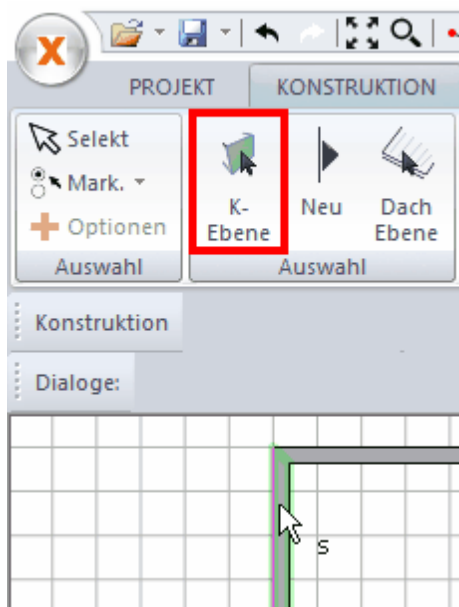 X
PROJEKT KONSTRUKTION
Selekt
Mark.
Optionen
Auswahl
K-
Ebene
Neu
Dach
Ebene
Auswahl
Konstruktion
Dialoge:
s